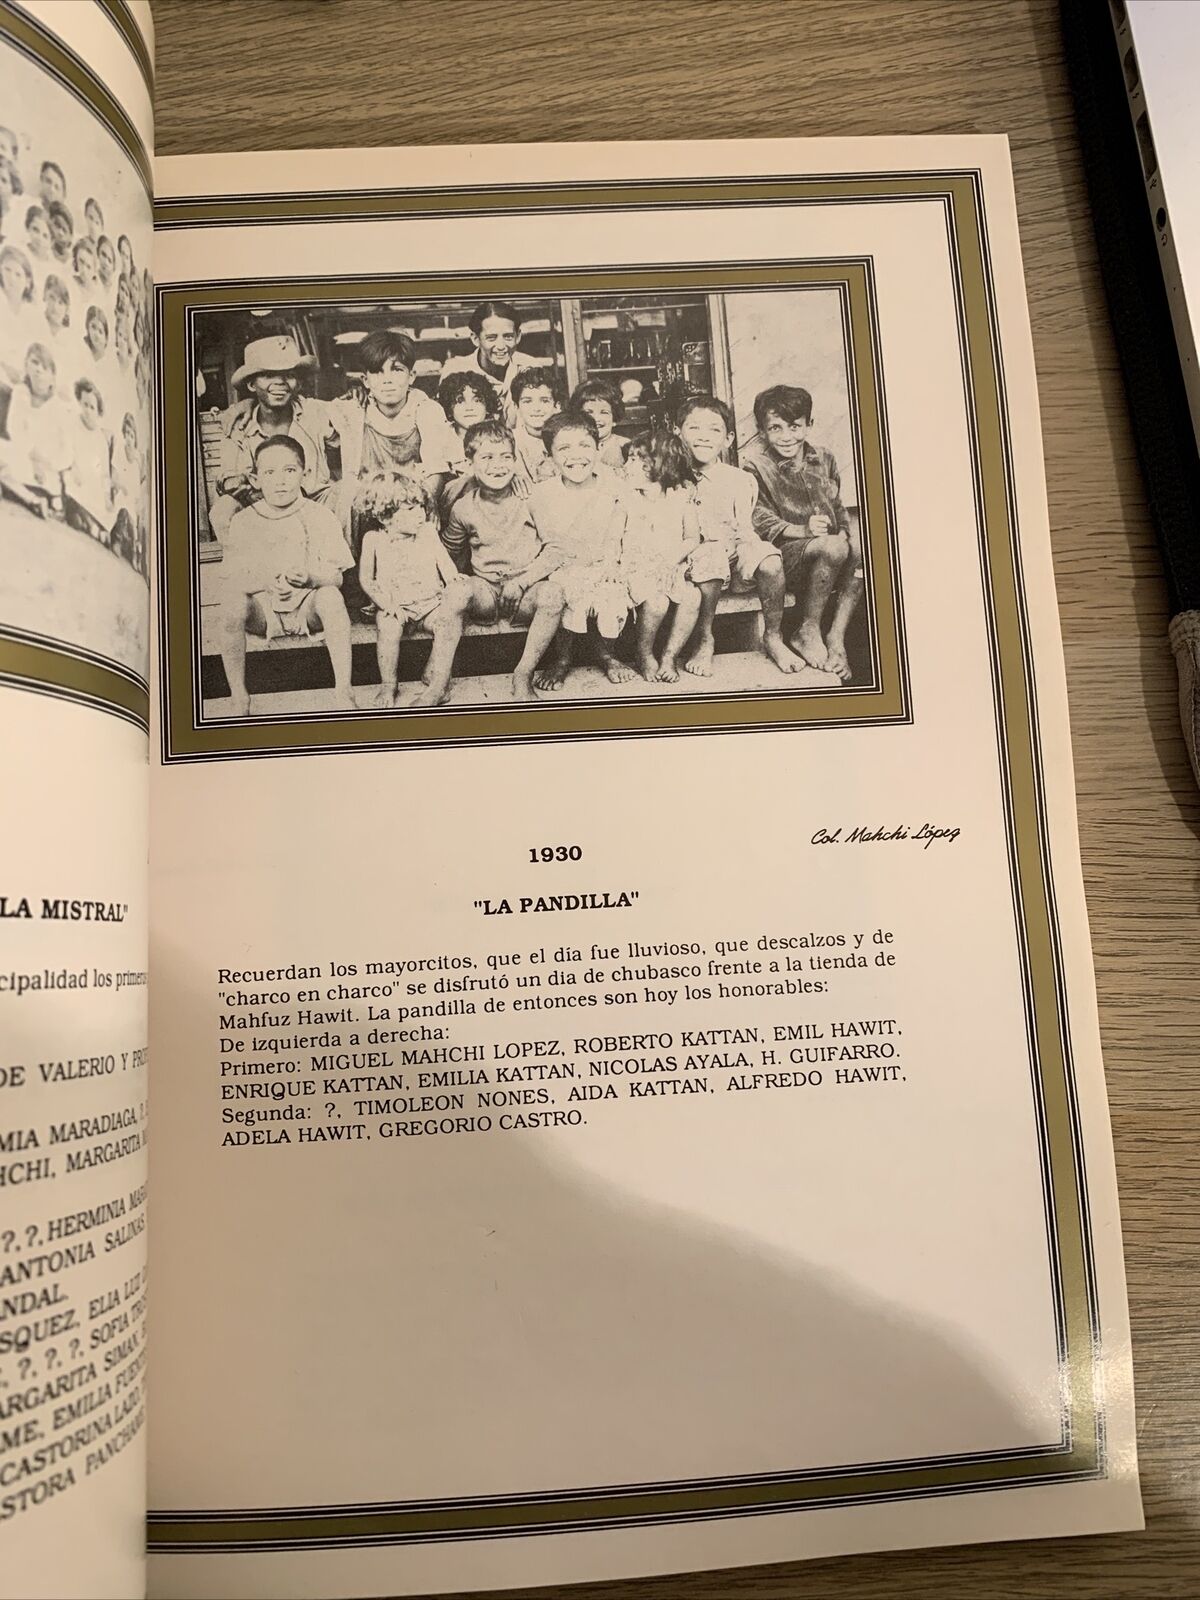 LA MISTRAL"
cipalidad los primeros
DE VALERIO Y
MIA MARADIAGA,
HCHI, MARGARITA
?, ?, HERMINIA
ANTONIA SALINAS
NDAL.
SQUEZ, ELIA LUZ
?, ?, ?, SOFIA
ARGARITA SIMAN,
ME, EMILIA
CASTORINA LAZO,
STORA
Col. Mahchi López
1930
"LA PANDILLA"
Recuerdan los mayorcitos, que el día fue lluvioso, que descalzos y de
"charco en charco" se disfrutó un dia de chubasco frente a la tienda de
Mahfuz Hawit. La pandilla de entonces son hoy los honorables:
De izquierda a derecha:
Primero: MIGUEL MAHCHI LOPEZ, ROBERTO KATTAN, EMIL HAWIT,
ENRIQUE KATTAN, EMILIA KATTAN, NICOLAS AYALA, H. GUIFARRO.
Segunda: ?, TIMOLEON NONES, AIDA KATTAN, ALFREDO HAWIT,
ADELA HAWIT, GREGORIO CASTRO.